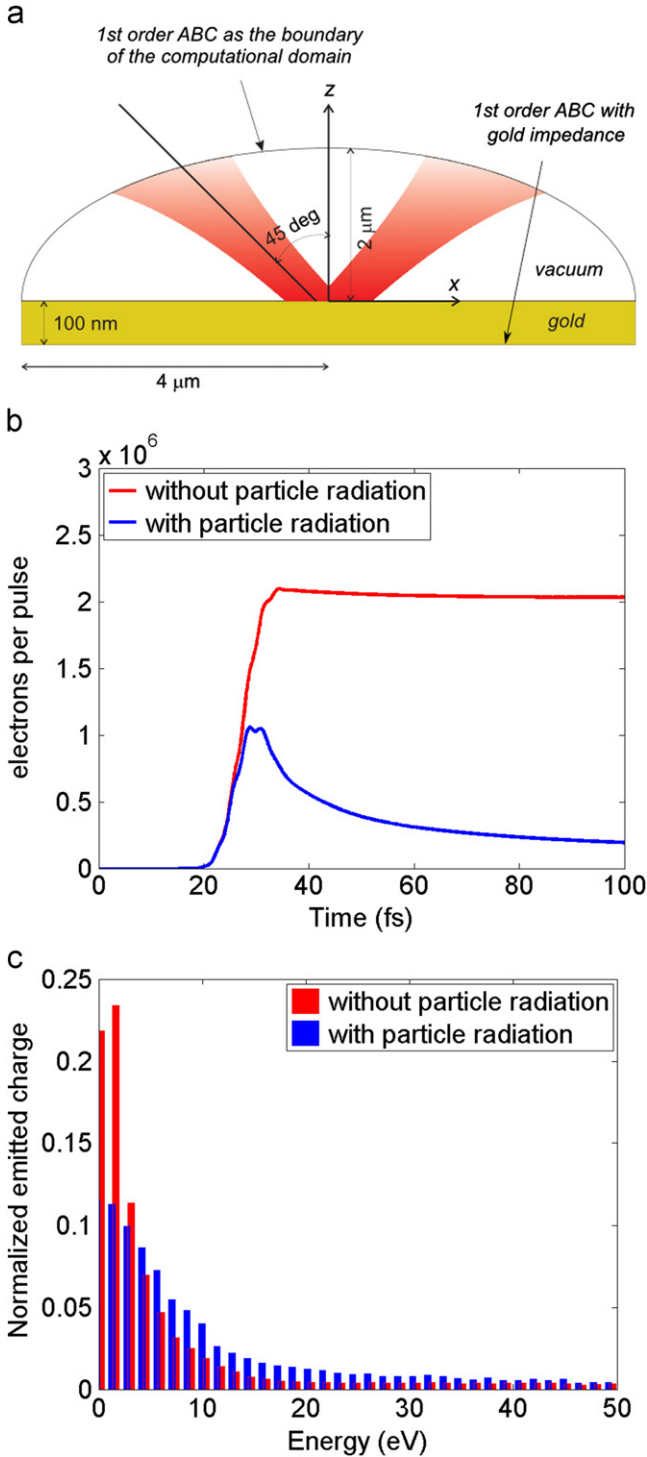 a
1st order ABC as the boundary
of the computational domain
z
1st order ABC with
gold impedance
45 deg
2 μm
vacuum
x
100 nm
gold
4 μm
b
x 10^6
3
2.5
2
1.5
1
0.5
0
electrons per pulse
without particle radiation
with particle radiation
0 20 40 60 80 100
Time (fs)
c
0.25
0.2
0.15
0.1
0.05
0
Normalized emitted charge
without particle radiation
with particle radiation
0 10 20 30 40 50
Energy (eV)